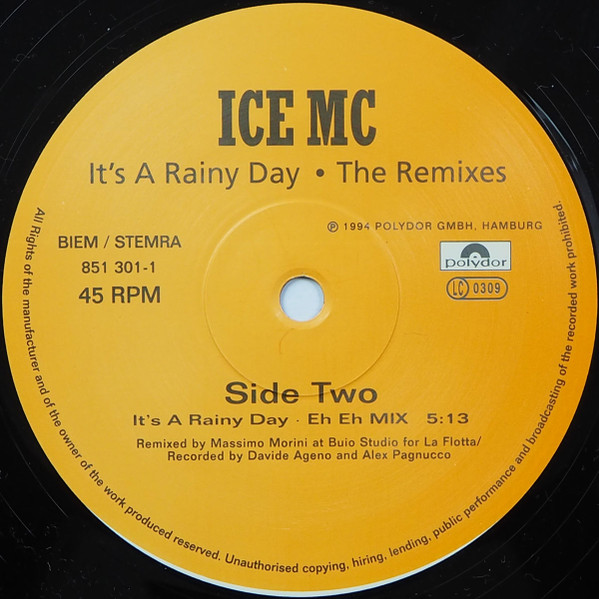 ICE MC
It's A Rainy Day • The Remixes
℗ 1994 POLYDOR GMBH, HAMBURG
BIEM / STEMRA
851 301-1
45 RPM
polydor
LC 0309
Side Two
It's A Rainy Day · Eh Eh MIX 5:13
Remixed by Massimo Morini at Buio Studio for La Flotta/
Recorded by Davide Ageno and Alex Pagnucco
All Rights of the manufacturer and of the owner of the work produced reserved. Unauthorised copying, hiring, lending, public performance and broadcasting of the recorded work prohibited.